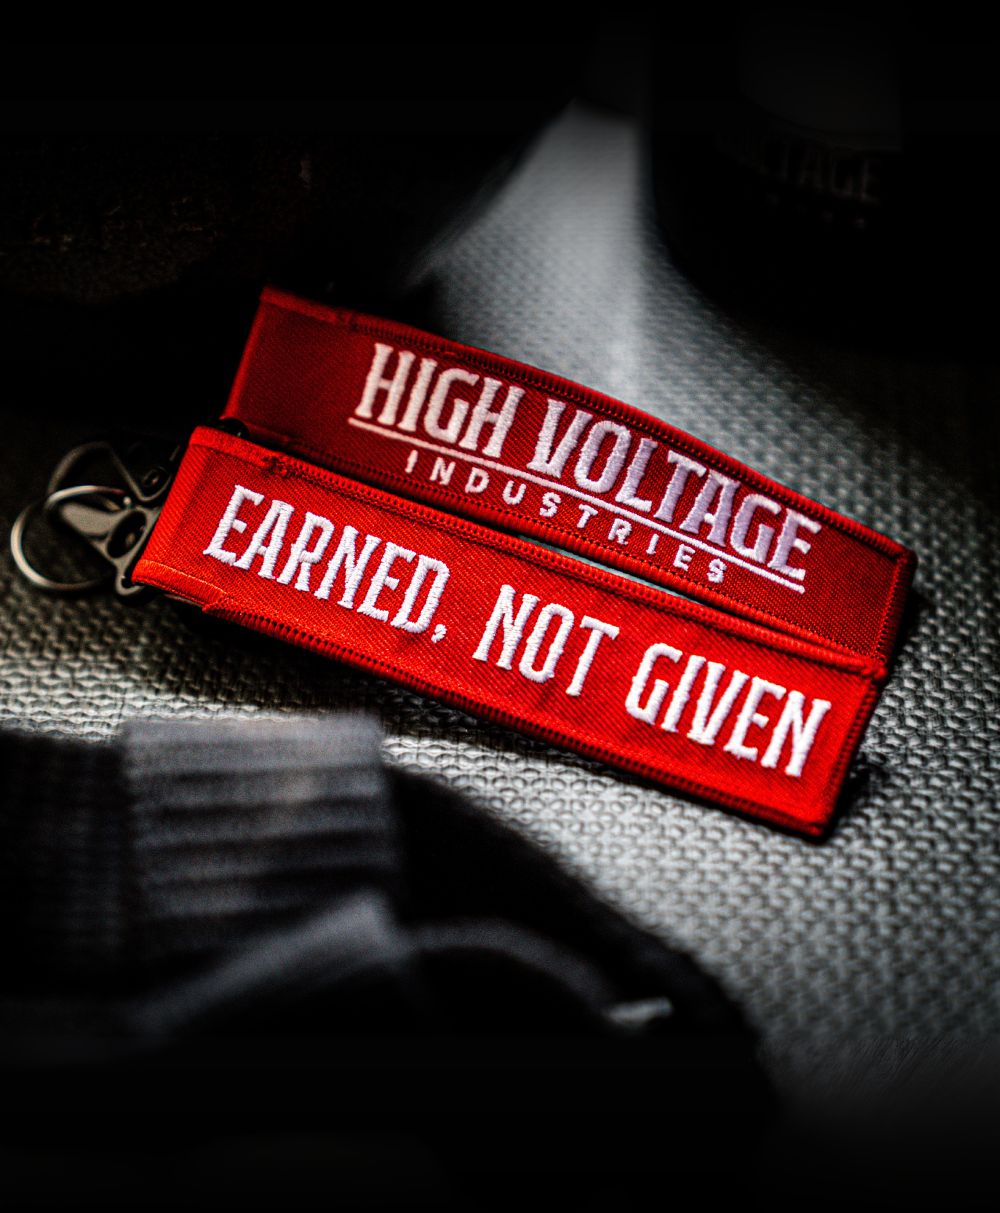 HIGH VOLTAGE
INDUSTRIES
EARNED, NOT GIVEN